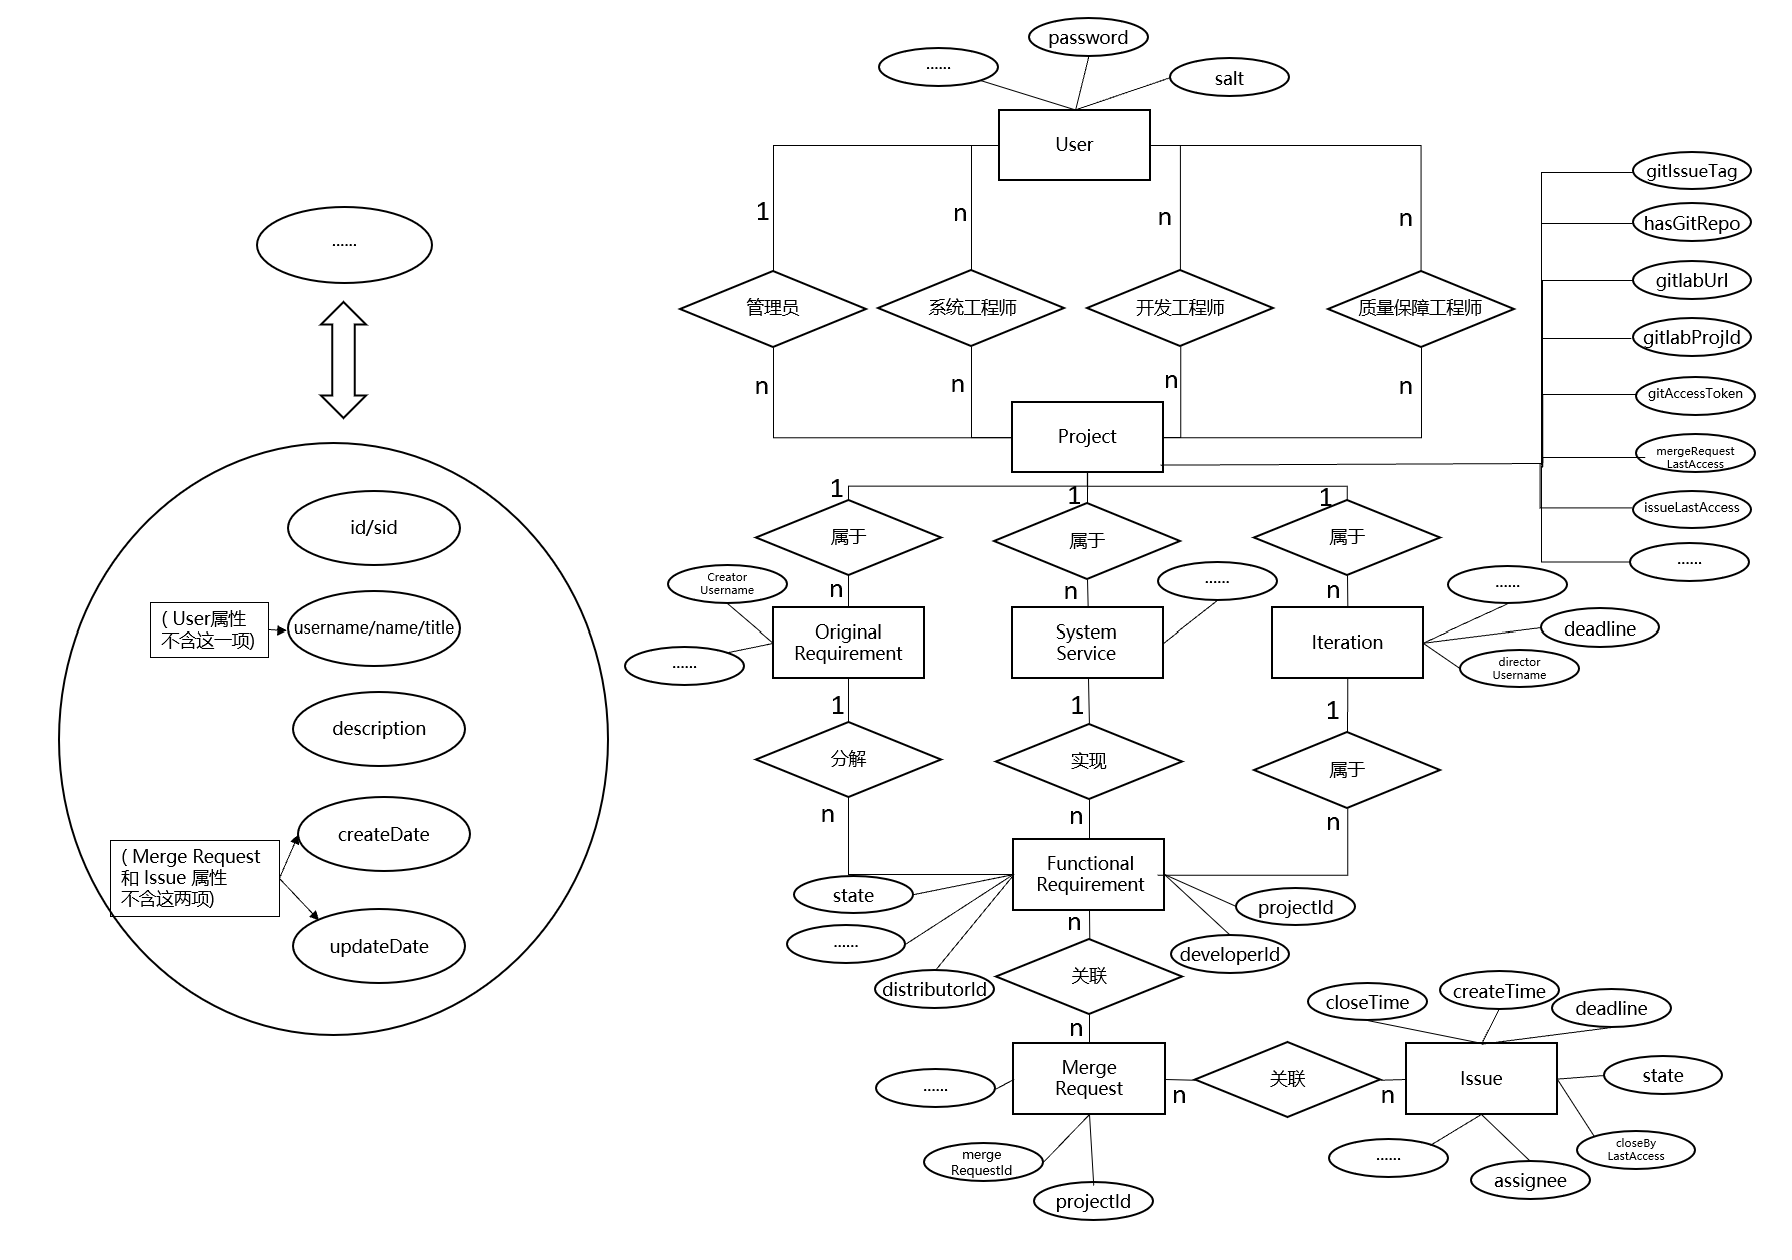 ......
id/sid
( User属性
不含这一项)
username/name/title
description
createDate
( Merge Request
和 Issue 属性
不含这两项)
updateDate
password
......
salt
User
1
n
n
n
管理员
系统工程师
开发工程师
质量保障工程师
n
n
n
n
Project
gitIssueTag
hasGitRepo
gitlabUrl
gitlabProjId
gitAccessToken
mergeRequest
LastAccess
issueLastAccess
......
1
1
1
属于
属于
属于
n
n
n
Creator
Username
......
Original
Requirement
......
System
Service
......
deadline
director
Username
Iteration
1
1
1
分解
实现
属于
n
n
n
Functional
Requirement
state
......
distributorId
projectId
developerId
n
关联
n
Merge
Request
......
merge
RequestId
projectId
n
关联
n
closeTime
createTime
deadline
Issue
state
closeBy
LastAccess
......
assignee